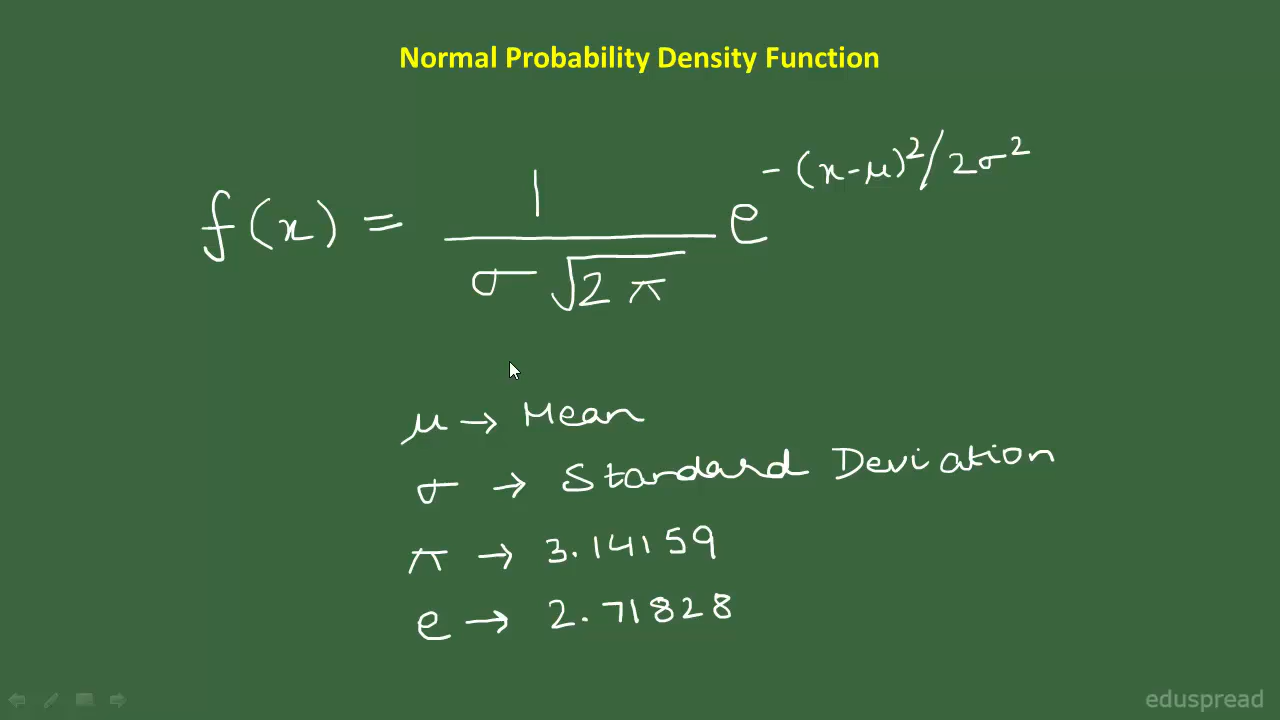 Normal Probability Density Function
f(x) = 1/(σ√2π) e^-(x-μ)²/2σ²
μ → Mean
σ → Standard Deviation
π → 3.14159
e → 2.71828
eduspread